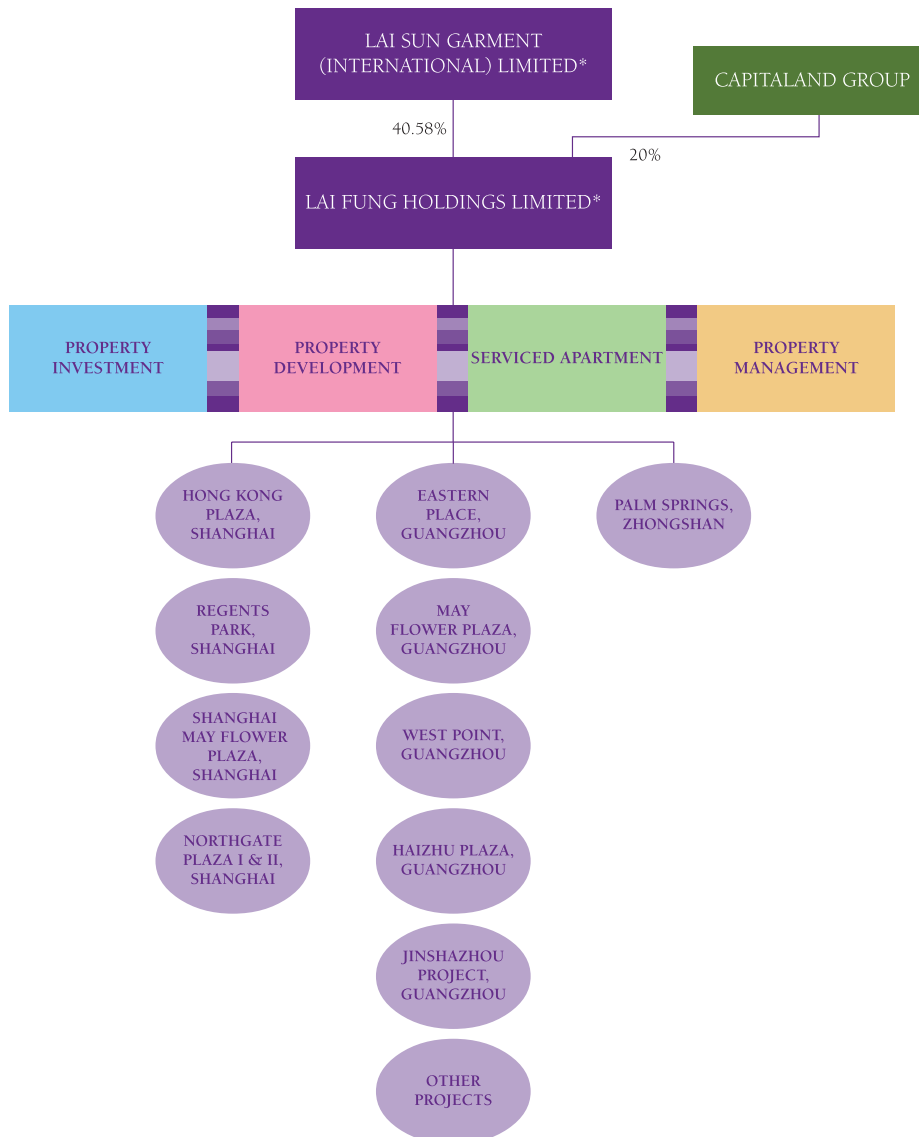 LAI SUN GARMENT
(INTERNATIONAL) LIMITED*
CAPITALAND GROUP
40.58%
20%
LAI FUNG HOLDINGS LIMITED*
PROPERTY
INVESTMENT
PROPERTY
DEVELOPMENT
SERVICED APARTMENT
PROPERTY
MANAGEMENT
HONG KONG
PLAZA,
SHANGHAI
REGENTS
PARK,
SHANGHAI
SHANGHAI
MAY FLOWER
PLAZA,
SHANGHAI
NORTHGATE
PLAZA I & II,
SHANGHAI
EASTERN
PLACE,
GUANGZHOU
MAY
FLOWER PLAZA,
GUANGZHOU
WEST POINT,
GUANGZHOU
HAIZHU PLAZA,
GUANGZHOU
JINSHAZHOU
PROJECT,
GUANGZHOU
OTHER
PROJECTS
PALM SPRINGS,
ZHONGSHAN